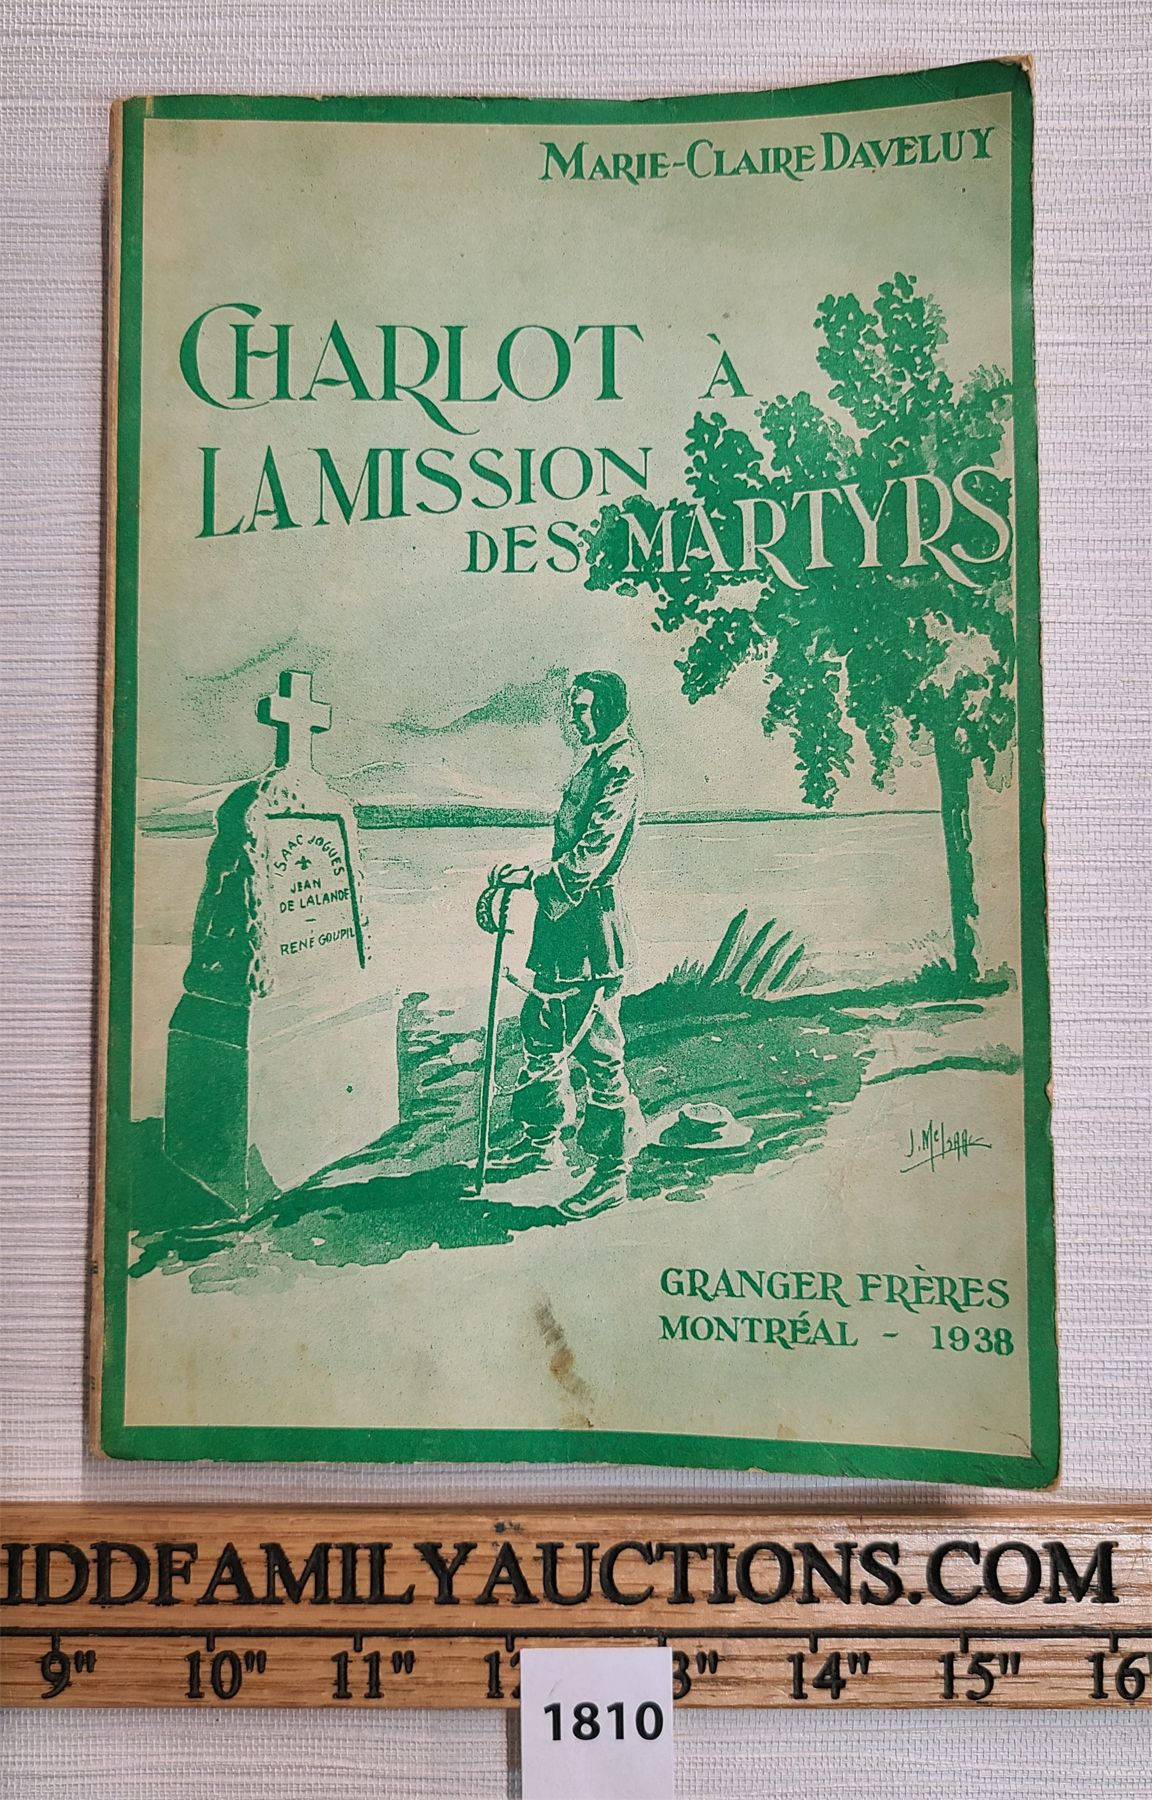 MARIE-CLAIRE DAVELUY
CHARLOT À
LA MISSION
DES MARTYRS
ISAAC JOGUES
JEAN
DE LALANDE
RENÉ GOUPIL
J. McISAAC
GRANGER FRÈRES
MONTRÉAL - 1938
IDDFAMILYAUCTIONS.COM
9" 10" 11" 12 3" 14" 15" 16
1810